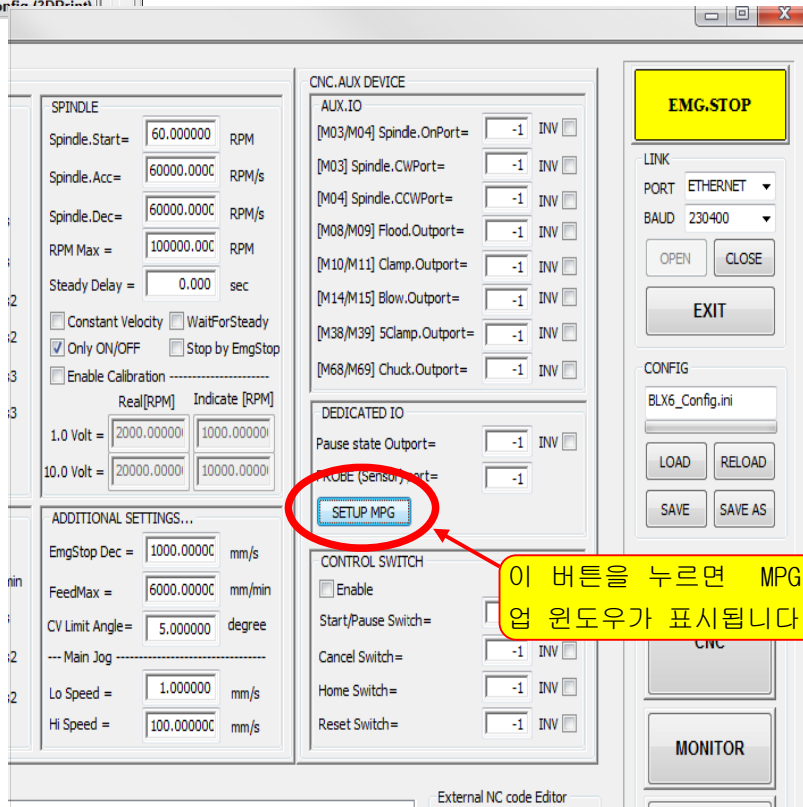 SPINDLE
Spindle.Start= 60.000000 RPM
Spindle.Acc= 60000.000C RPM/s
Spindle.Dec= 60000.000C RPM/s
RPM Max = 100000.00C RPM
Steady Delay = 0.000 sec
Constant Velocity WaitForSteady
Only ON/OFF Stop by EmgStop
Enable Calibration -----------------------
Real[RPM] Indicate [RPM]
1.0 Volt = 2000.00000 1000.00000
10.0 Volt = 20000.0000 10000.0000
ADDITIONAL SETTINGS...
EmgStop Dec = 1000.00000 mm/s
FeedMax = 6000.00000 mm/min
CV Limit Angle= 5.000000 degree
--- Main Jog ---------------------------
Lo Speed = 1.000000 mm/s
Hi Speed = 100.000000 mm/s
CNC.AUX DEVICE
AUX.IO
[M03/M04] Spindle.OnPort= -1 INV
[M03] Spindle.CWPort= -1 INV
[M04] Spindle.CCWPort= -1 INV
[M08/M09] Flood.Outport= -1 INV
[M10/M11] Clamp.Outport= -1 INV
[M14/M15] Blow.Outport= -1 INV
[M38/M39] 5Clamp.Outport= -1 INV
[M68/M69] Chuck.Outport= -1 INV
DEDICATED IO
Pause state Outport= -1 INV
PROBE (Sensor) port= -1
SETUP MPG
CONTROL SWITCH
Enable
Start/Pause Switch=
Cancel Switch= -1 INV
Home Switch= -1 INV
Reset Switch= -1 INV
이 버튼을 누르면 MPG
업 윈도우가 표시됩니다
EMG.STOP
LINK
PORT ETHERNET
BAUD 230400
OPEN CLOSE
EXIT
CONFIG
BLX6_Config.ini
LOAD RELOAD
SAVE SAVE AS
CNC
MONITOR
External NC code Editor